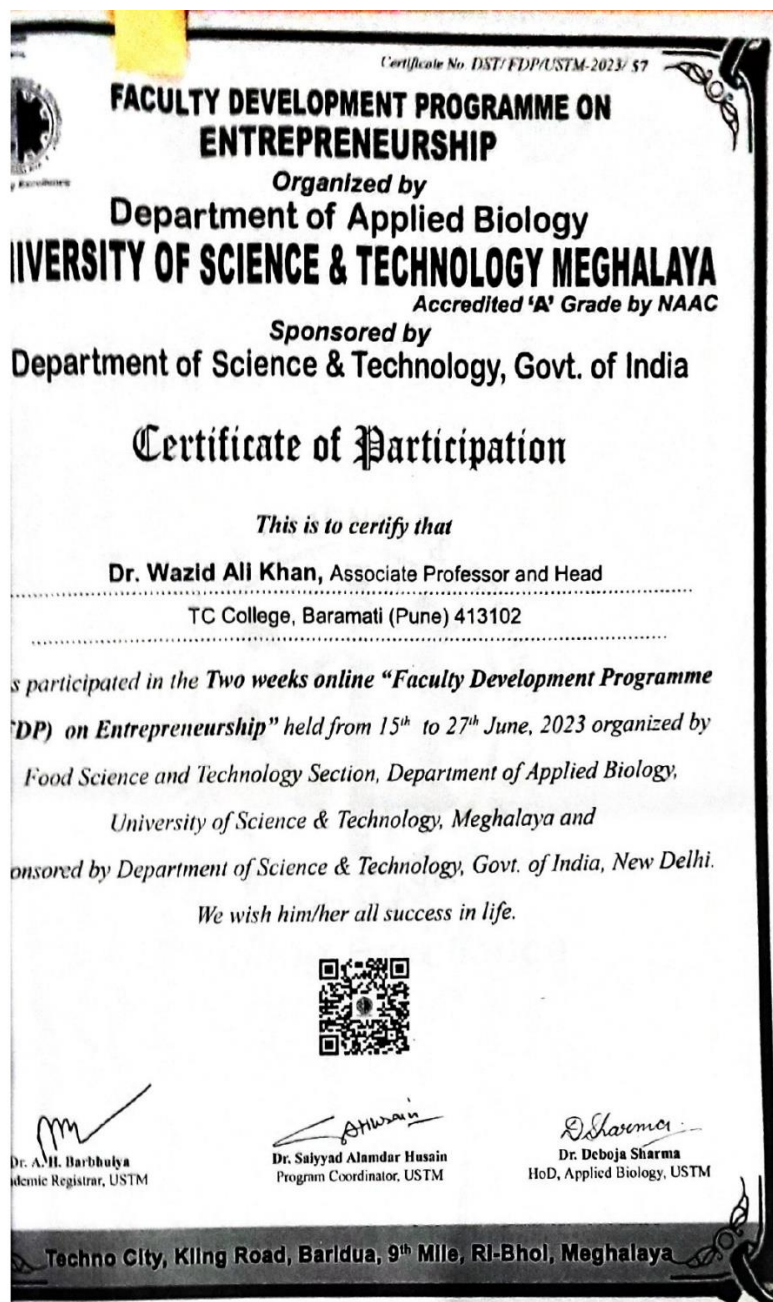 Certificate No. DST/FDP/USTM-2023/ 57
FACULTY DEVELOPMENT PROGRAMME ON
ENTREPRENEURSHIP
Organized by
Department of Applied Biology
IVERSITY OF SCIENCE & TECHNOLOGY MEGHALAYA
Accredited ‘A’ Grade by NAAC
Sponsored by
Department of Science & Technology, Govt. of India
Certificate of Participation
This is to certify that
Dr. Wazid Ali Khan, Associate Professor and Head
TC College, Baramati (Pune) 413102
s participated in the Two weeks online “Faculty Development Programme
DP) on Entrepreneurship” held from 15th to 27th June, 2023 organized by
Food Science and Technology Section, Department of Applied Biology,
University of Science & Technology, Meghalaya and
onsored by Department of Science & Technology, Govt. of India, New Delhi.
We wish him/her all success in life.
Dr. A. H. Barbhuiya
demic Registrar, USTM
AHusain
Dr. Saiyyad Alamdar Husain
Program Coordinator, USTM
DSharma
Dr. Deboja Sharma
HoD, Applied Biology, USTM
Techno City, Kling Road, Baridua, 9th Mile, Ri-Bhoi, Meghalaya